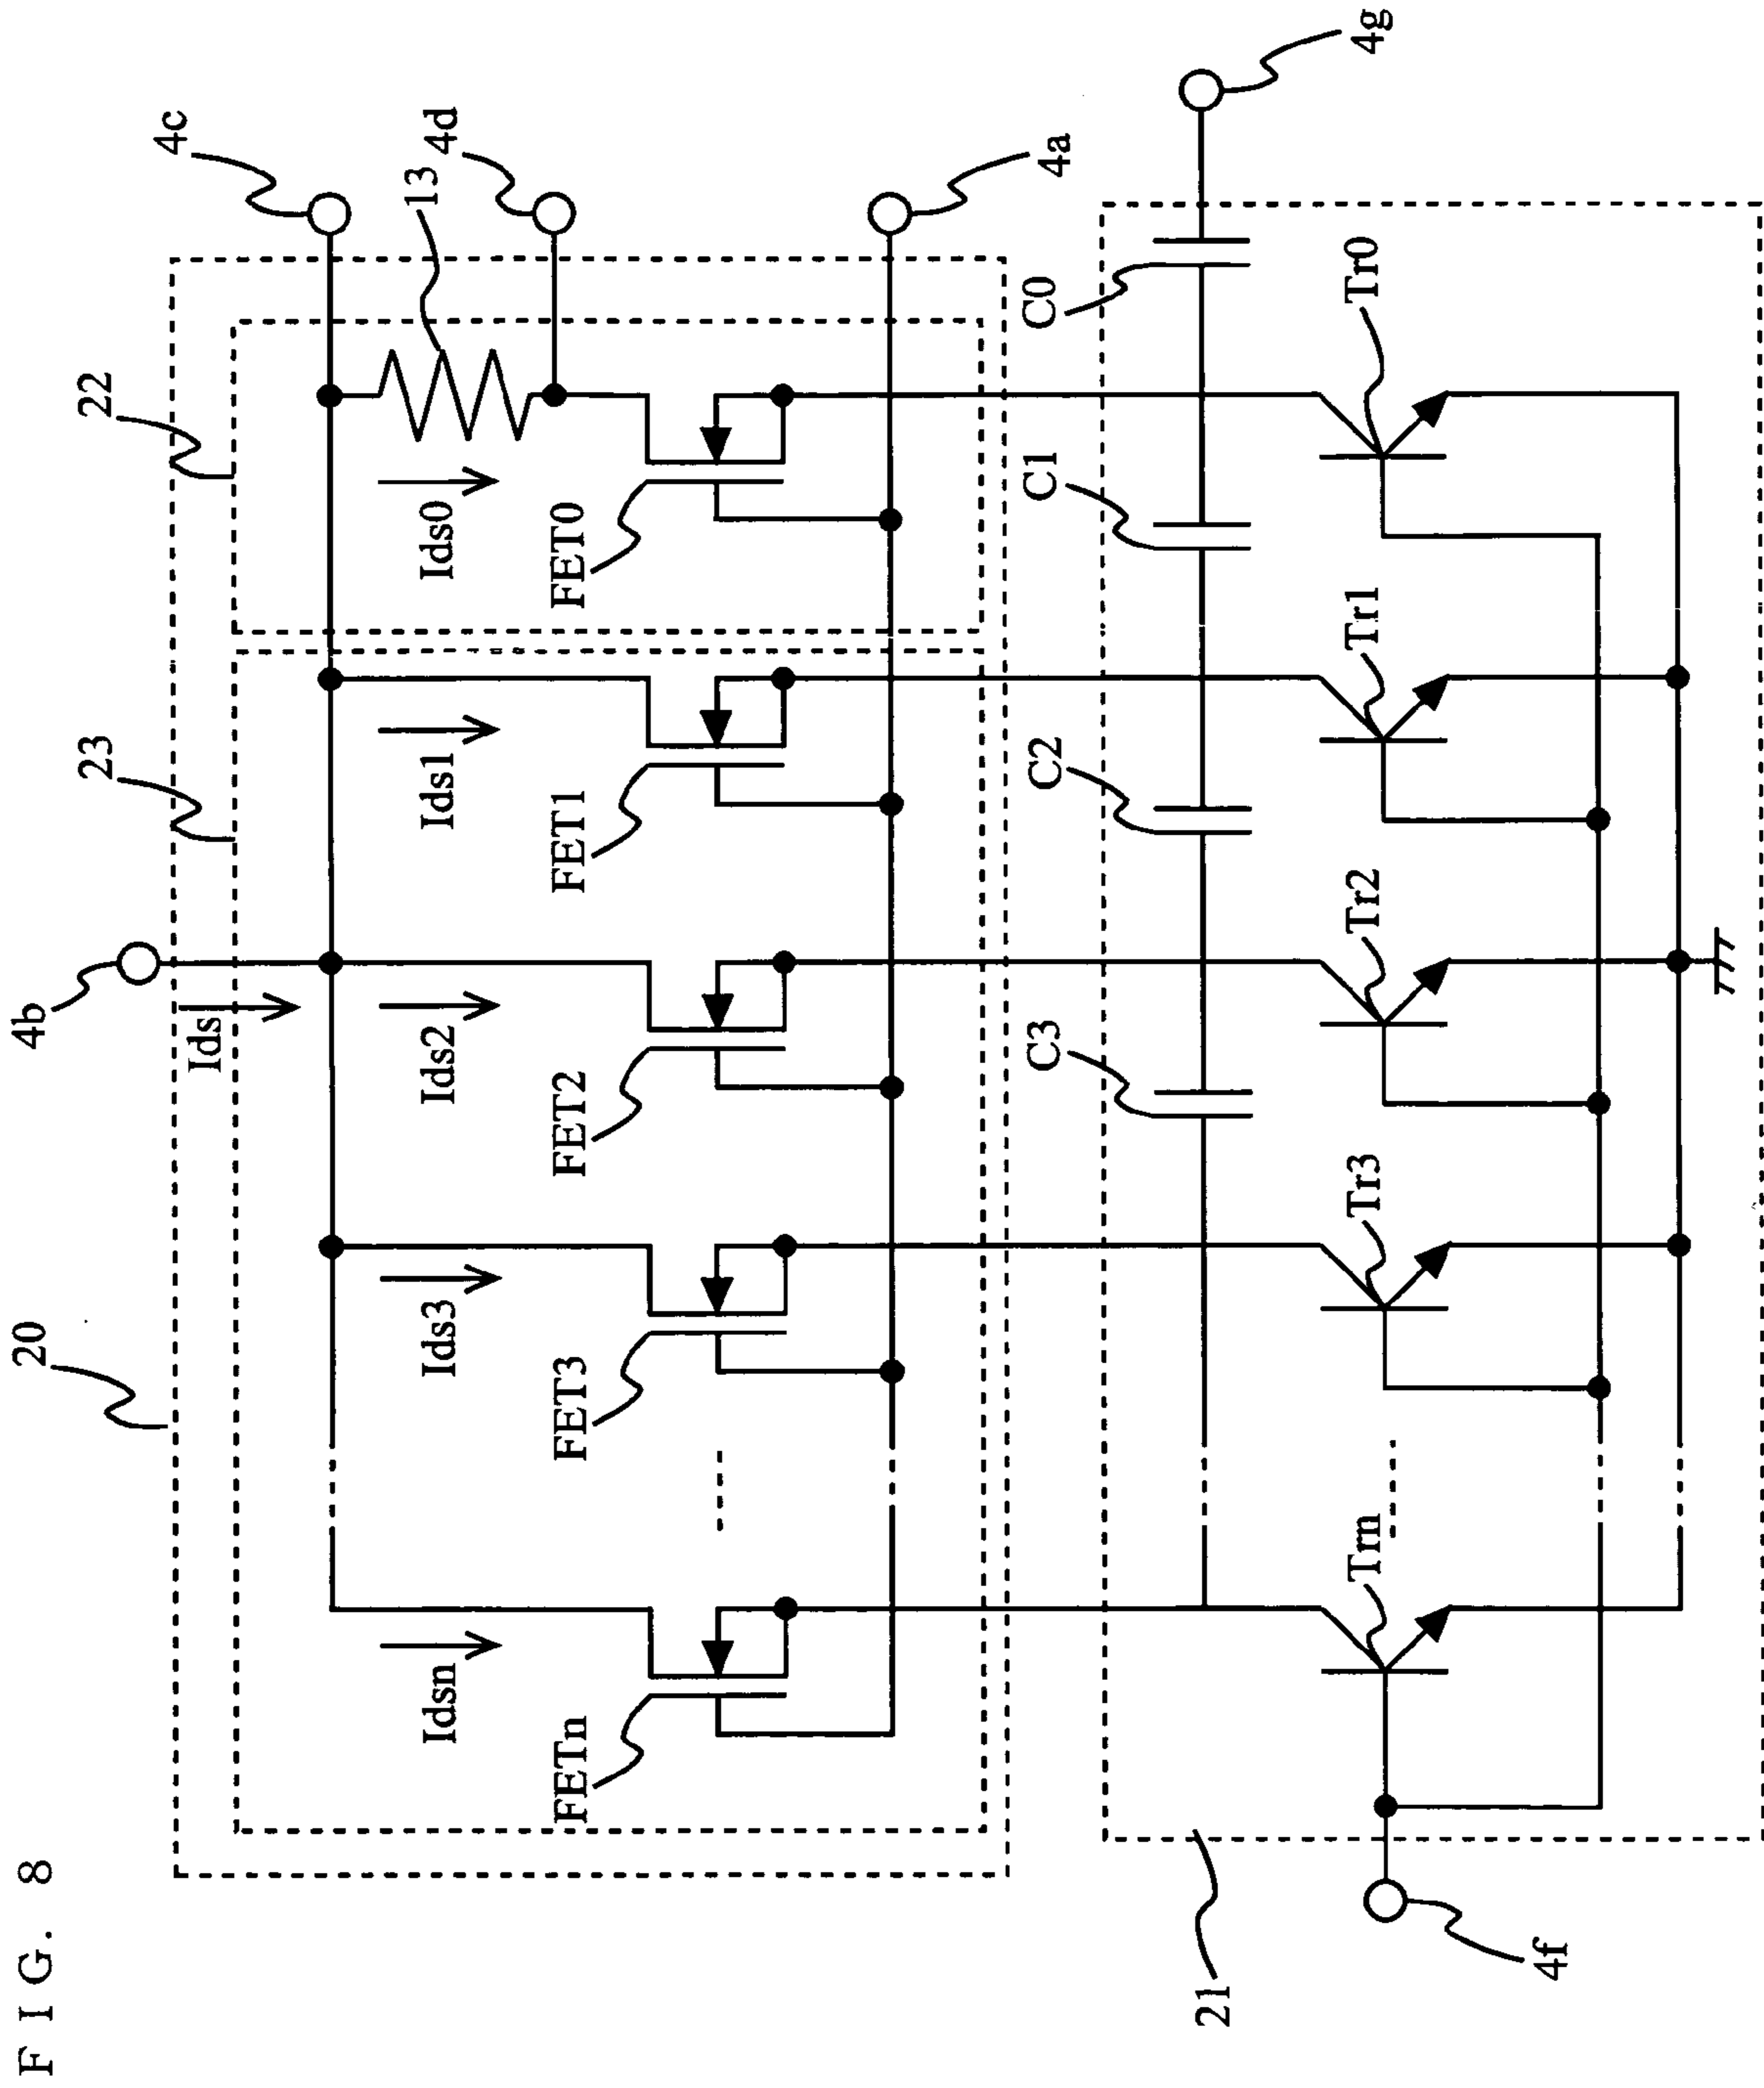 FIG. 8
20
4b
23
22
4c
4d
13
4a
4g
Ids
Idsn
Ids3
Ids2
Ids1
Ids0
FETn
FET3
FET2
FET1
FET0
C3
C2
C1
C0
21
4f
Trn
Tr3
Tr2
Tr1
Tr0